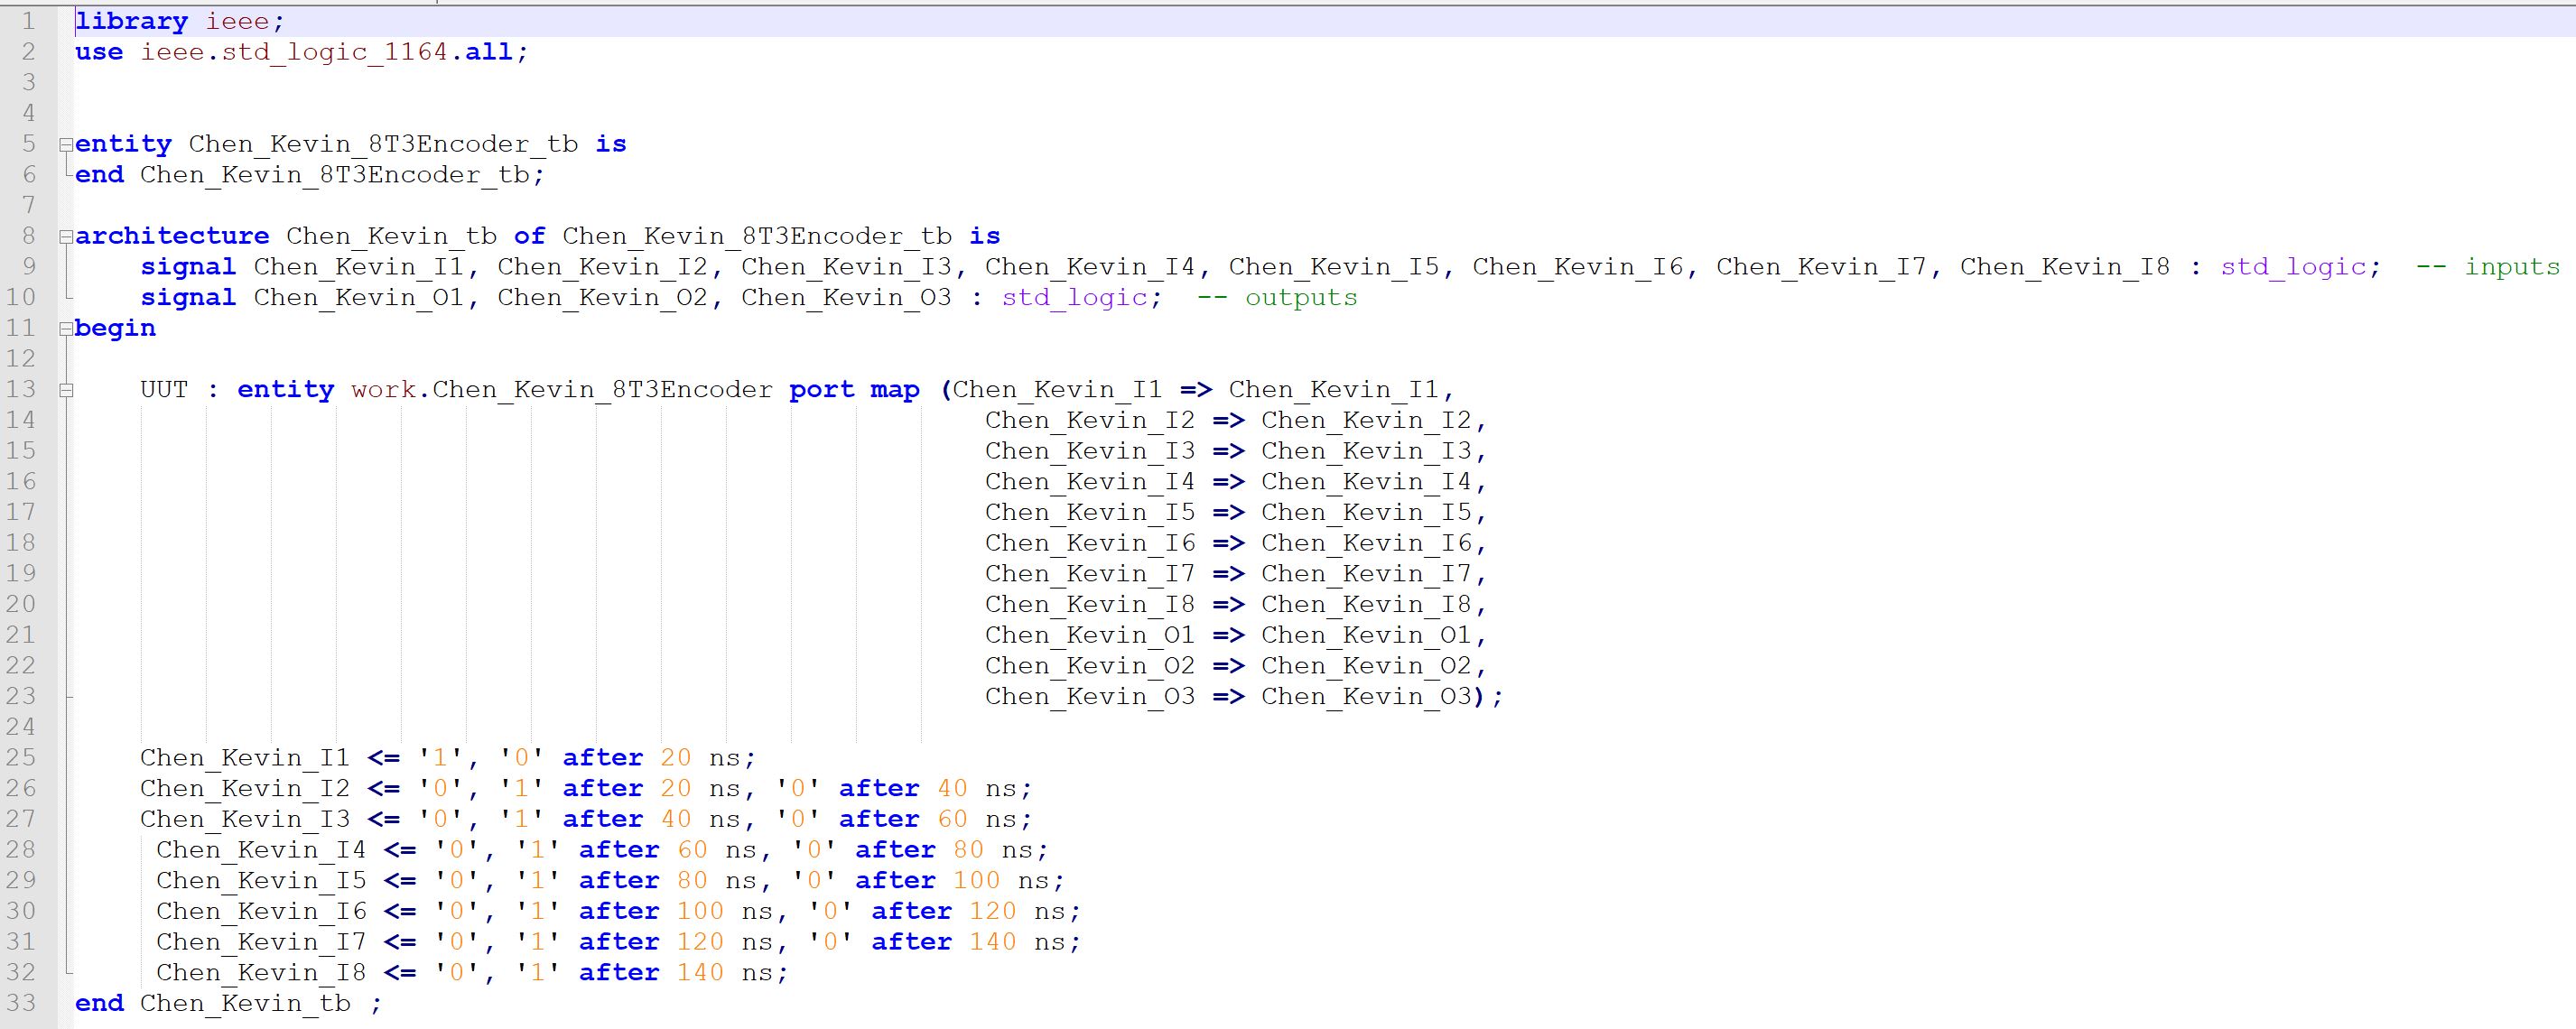 1 library ieee;
2 use ieee.std_logic_1164.all;
3
4
5 entity Chen_Kevin_8T3Encoder_tb is
6 end Chen_Kevin_8T3Encoder_tb;
7
8 architecture Chen_Kevin_tb of Chen_Kevin_8T3Encoder_tb is
9 signal Chen_Kevin_I1, Chen_Kevin_I2, Chen_Kevin_I3, Chen_Kevin_I4, Chen_Kevin_I5, Chen_Kevin_I6, Chen_Kevin_I7, Chen_Kevin_I8 : std_logic; -- inputs
10 signal Chen_Kevin_O1, Chen_Kevin_O2, Chen_Kevin_O3 : std_logic; -- outputs
11 begin
12
13 UUT : entity work.Chen_Kevin_8T3Encoder port map (Chen_Kevin_I1 => Chen_Kevin_I1,
14 Chen_Kevin_I2 => Chen_Kevin_I2,
15 Chen_Kevin_I3 => Chen_Kevin_I3,
16 Chen_Kevin_I4 => Chen_Kevin_I4,
17 Chen_Kevin_I5 => Chen_Kevin_I5,
18 Chen_Kevin_I6 => Chen_Kevin_I6,
19 Chen_Kevin_I7 => Chen_Kevin_I7,
20 Chen_Kevin_I8 => Chen_Kevin_I8,
21 Chen_Kevin_O1 => Chen_Kevin_O1,
22 Chen_Kevin_O2 => Chen_Kevin_O2,
23 Chen_Kevin_O3 => Chen_Kevin_O3);
24
25 Chen_Kevin_I1 <= '1', '0' after 20 ns;
26 Chen_Kevin_I2 <= '0', '1' after 20 ns, '0' after 40 ns;
27 Chen_Kevin_I3 <= '0', '1' after 40 ns, '0' after 60 ns;
28 Chen_Kevin_I4 <= '0', '1' after 60 ns, '0' after 80 ns;
29 Chen_Kevin_I5 <= '0', '1' after 80 ns, '0' after 100 ns;
30 Chen_Kevin_I6 <= '0', '1' after 100 ns, '0' after 120 ns;
31 Chen_Kevin_I7 <= '0', '1' after 120 ns, '0' after 140 ns;
32 Chen_Kevin_I8 <= '0', '1' after 140 ns;
33 end Chen_Kevin_tb ;